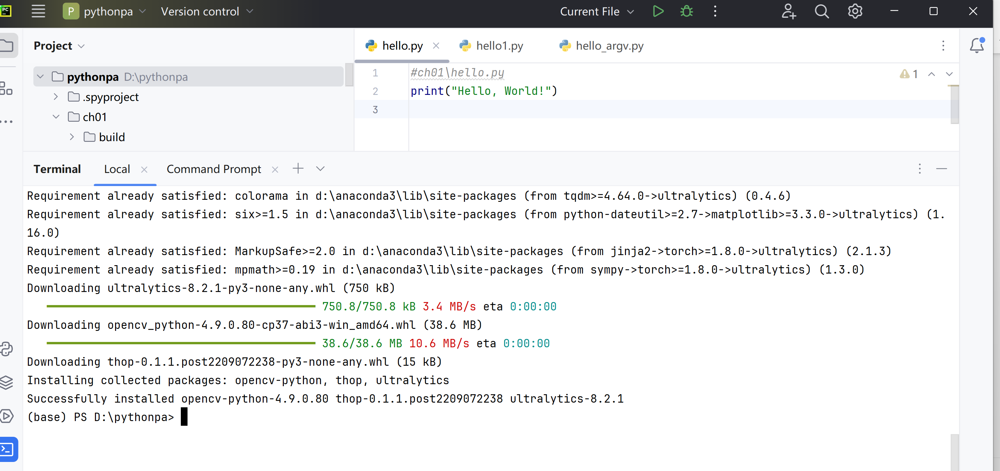 PC P pythonpa Version control Current File
Project
hello.py hello1.py hello_argv.py
pythonpa D:\pythonpa
.spyproject
ch01
build
1 #ch01\hello.py
2 print("Hello, World!")
3
1
Terminal Local Command Prompt
Requirement already satisfied: colorama in d:\anaconda3\lib\site-packages (from tqdm>=4.64.0->ultralytics) (0.4.6)
Requirement already satisfied: six>=1.5 in d:\anaconda3\lib\site-packages (from python-dateutil>=2.7->matplotlib>=3.3.0->ultralytics) (1.
16.0)
Requirement already satisfied: MarkupSafe>=2.0 in d:\anaconda3\lib\site-packages (from jinja2->torch>=1.8.0->ultralytics) (2.1.3)
Requirement already satisfied: mpmath>=0.19 in d:\anaconda3\lib\site-packages (from sympy->torch>=1.8.0->ultralytics) (1.3.0)
Downloading ultralytics-8.2.1-py3-none-any.whl (750 kB)
750.8/750.8 kB 3.4 MB/s eta 0:00:00
Downloading opencv_python-4.9.0.80-cp37-abi3-win_amd64.whl (38.6 MB)
38.6/38.6 MB 10.6 MB/s eta 0:00:00
Downloading thop-0.1.1.post2209072238-py3-none-any.whl (15 kB)
Installing collected packages: opencv-python, thop, ultralytics
Successfully installed opencv-python-4.9.0.80 thop-0.1.1.post2209072238 ultralytics-8.2.1
(base) PS D:\pythonpa>